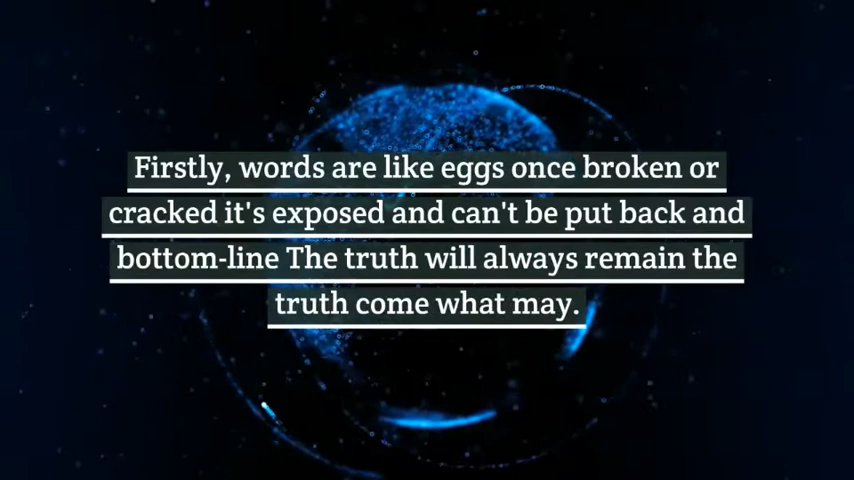 Firstly, words are like eggs once broken or
cracked it's exposed and can't be put back and
bottom-line The truth will always remain the
truth come what may.